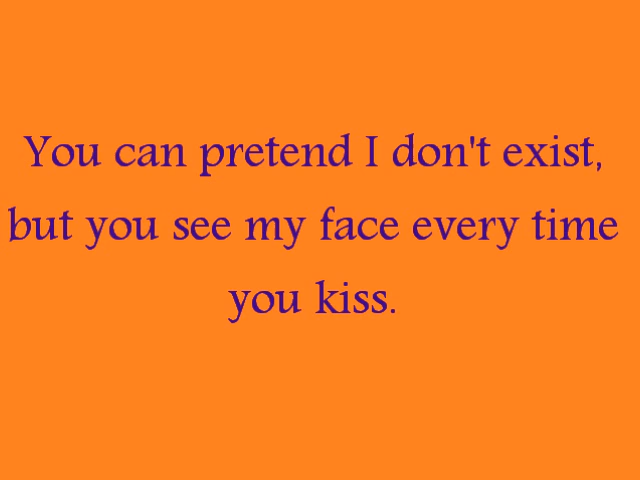 You can pretend I don't exist,
but you see my face every time
you kiss.